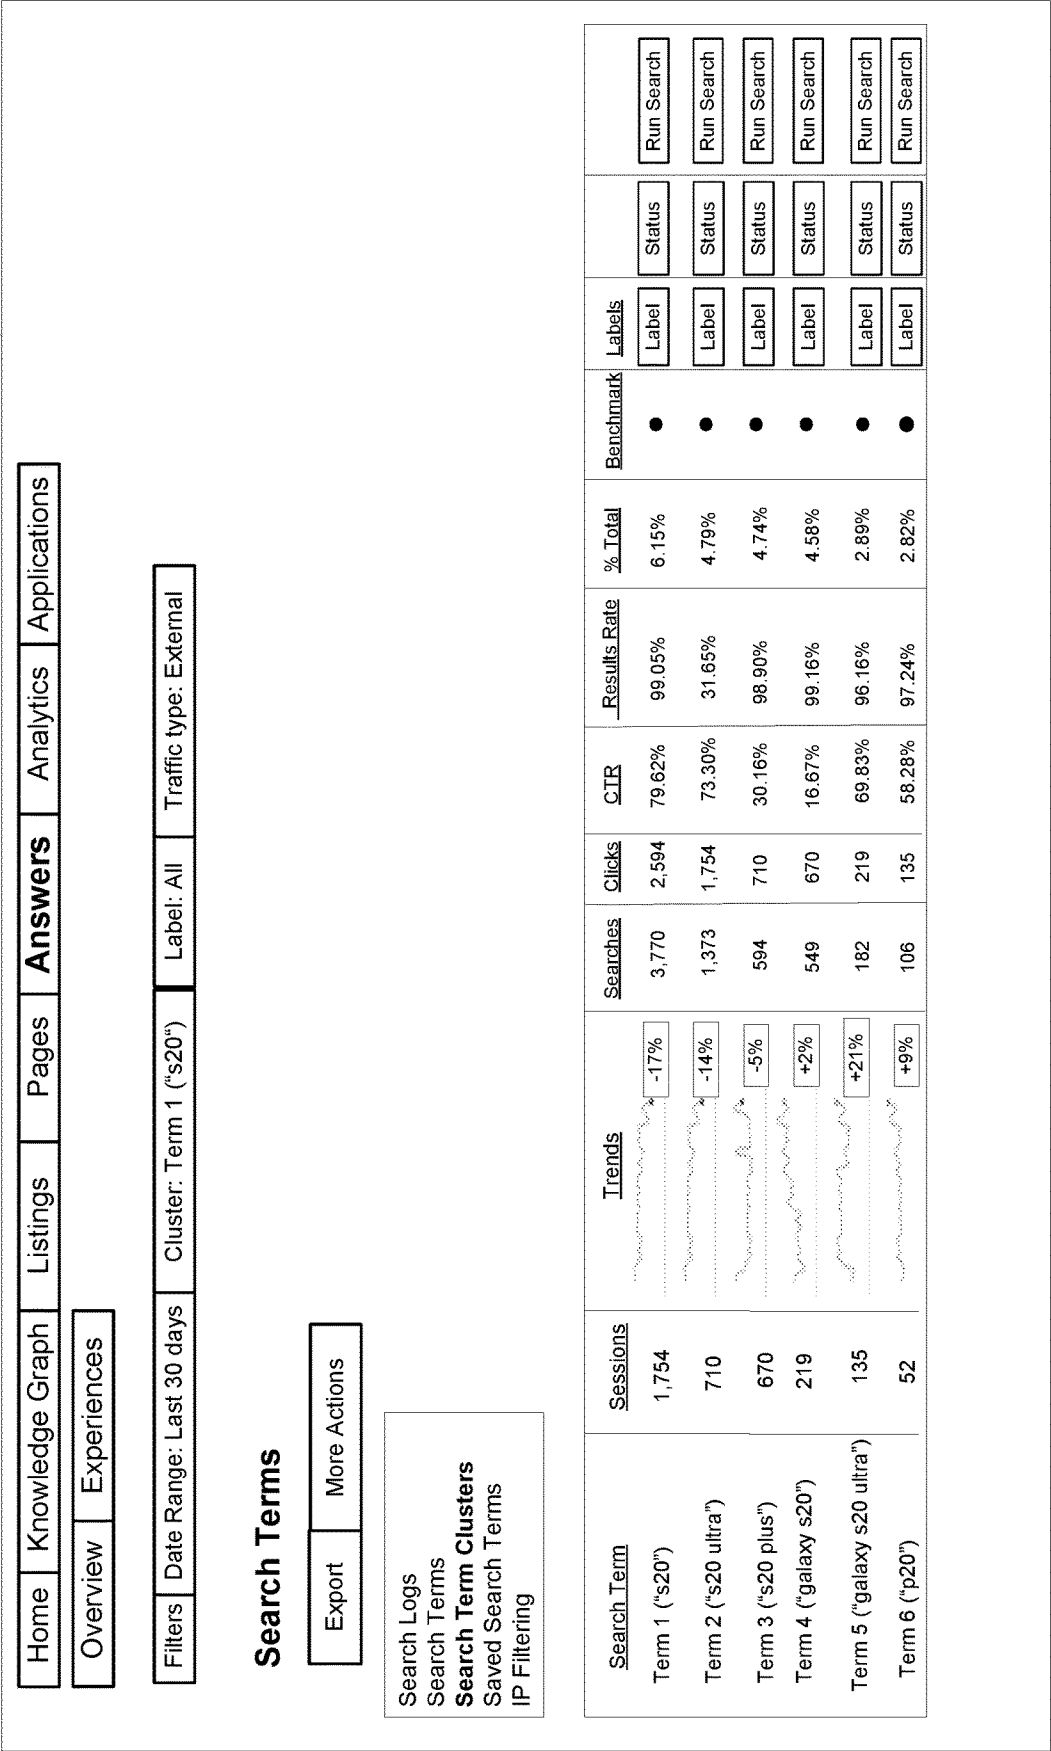 Home Knowledge Graph Listings Pages Answers Analytics Applications
Overview Experiences
Filters Date Range: Last 30 days Cluster: Term 1 (“s20“) Label: All Traffic type: External
Search Terms
Export More Actions
Search Logs
Search Terms
Search Term Clusters
Saved Search Terms
IP Filtering
Search Term Sessions Trends Searches Clicks CTR Results Rate % Total Benchmark Labels
Term 1 (“s20”) 1,754 -17% 3,770 2,594 79.62% 99.05% 6.15% Label Status Run Search
Term 2 (“s20 ultra”) 710 -14% 1,373 1,754 73.30% 31.65% 4.79% Label Status Run Search
Term 3 (“s20 plus”) 670 -5% 594 710 30.16% 98.90% 4.74% Label Status Run Search
Term 4 (“galaxy s20”) 219 +2% 549 670 16.67% 99.16% 4.58% Label Status Run Search
Term 5 (“galaxy s20 ultra”) 135 +21% 182 219 69.83% 96.16% 2.89% Label Status Run Search
Term 6 (“p20”) 52 +9% 106 135 58.28% 97.24% 2.82% Label Status Run Search